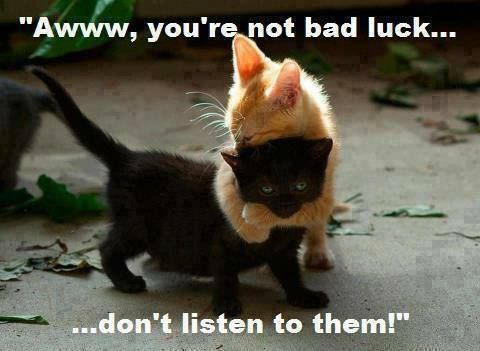 "Awww, you're not bad luck...
...don't listen to them!"